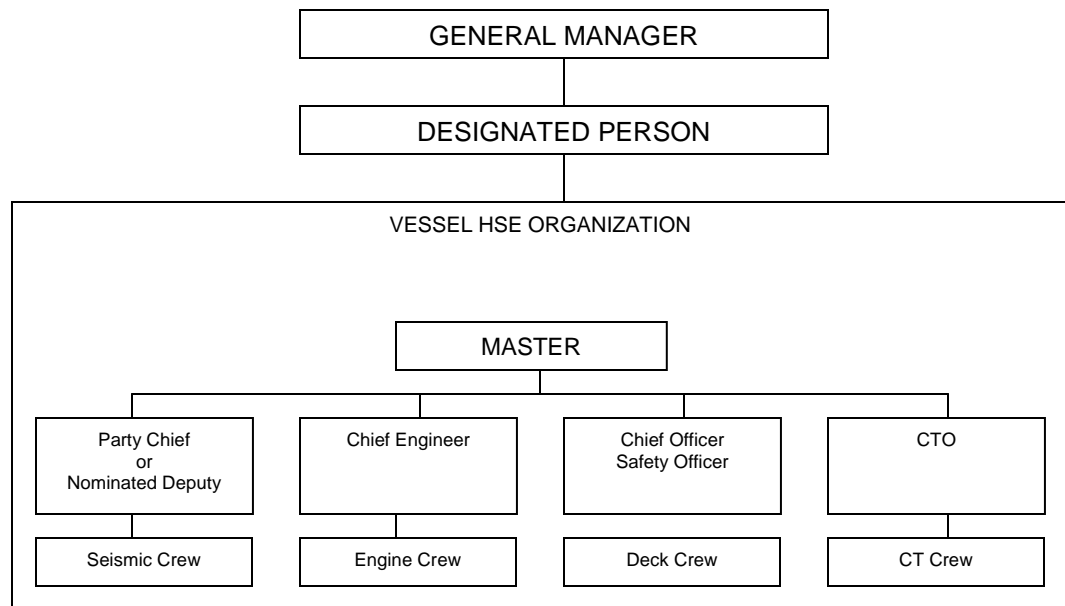 GENERAL MANAGER
DESIGNATED PERSON
VESSEL HSE ORGANIZATION
MASTER
Party Chief
or
Nominated Deputy
Chief Engineer
Chief Officer
Safety Officer
CTO
Seismic Crew
Engine Crew
Deck Crew
CT Crew